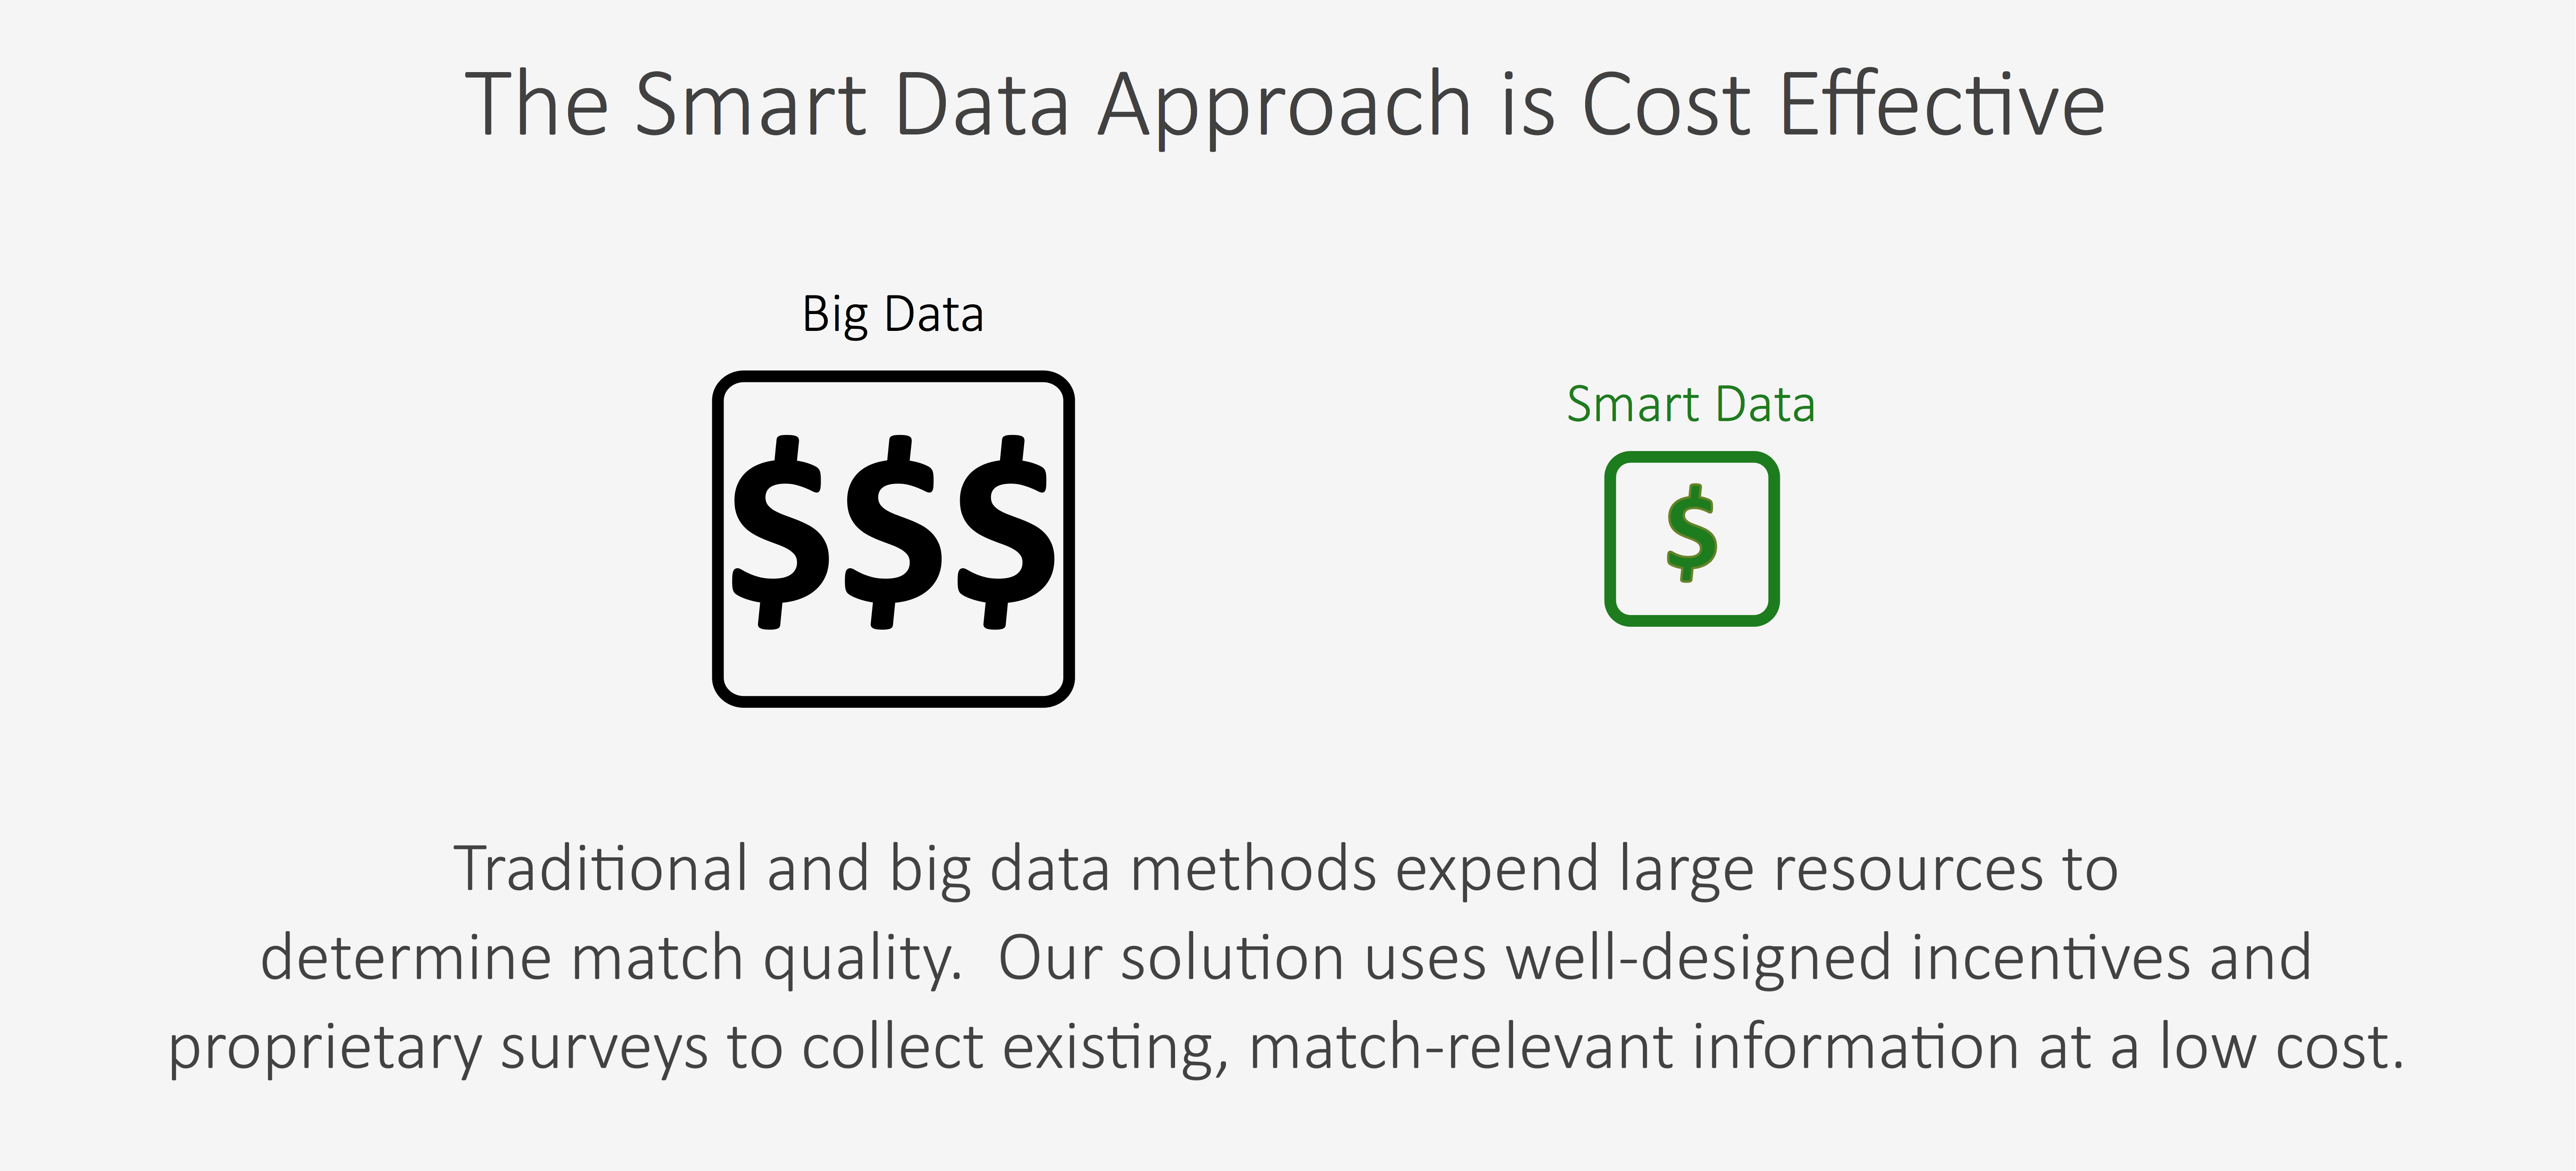 The Smart Data Approach is Cost Effective
Big Data
$$$
Smart Data
$
Traditional and big data methods expend large resources to
determine match quality.  Our solution uses well-designed incentives and
proprietary surveys to collect existing, match-relevant information at a low cost.